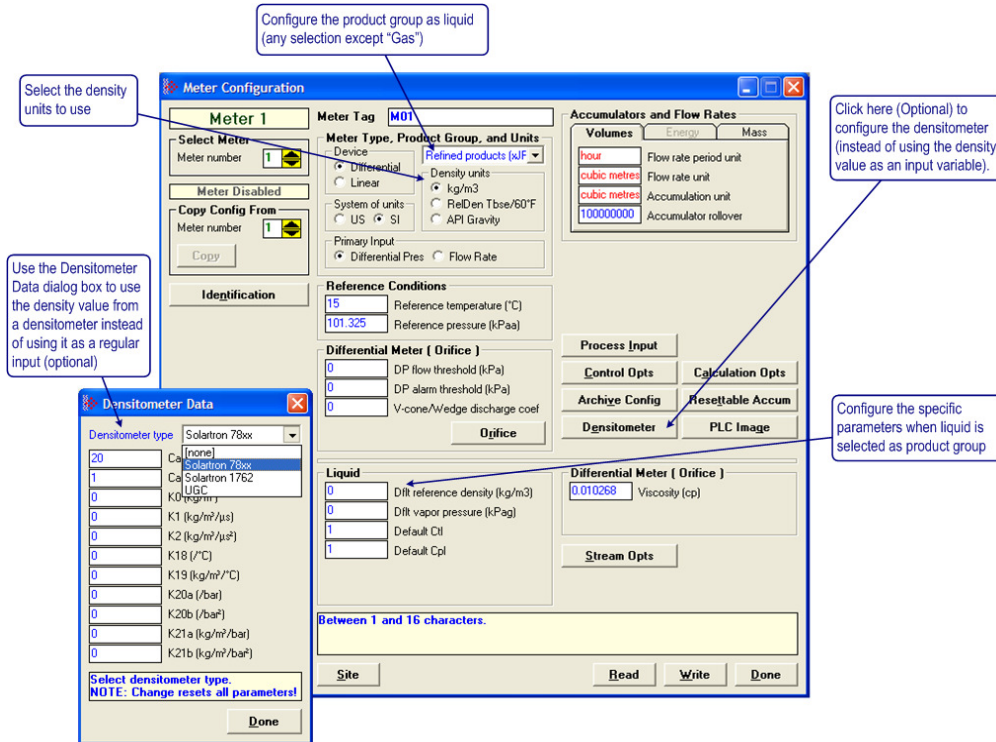 Configure the product group as liquid
(any selection except “Gas”)
Select the density
units to use
Click here (Optional) to
configure the densitometer
(instead of using the density
value as an input variable).
Use the Densitometer
Data dialog box to use
the density value from
a densitometer instead
of using it as a regular
input (optional)
Configure the specific
parameters when liquid is
selected as product group
Meter Configuration
Meter 1
Select Meter
Meter number 1
Meter Disabled
Copy Config From
Meter number 1
Copy
Identification
Meter Tag M01
Meter Type, Product Group, and Units
Device
Differential
Linear
Refined products (xJF
Density units
kg/m3
RelDen Tbse/60°F
API Gravity
System of units
US SI
Primary Input
Differential Pres Flow Rate
Reference Conditions
15 Reference temperature (°C)
101.325 Reference pressure (kPaa)
Differential Meter ( Orifice )
0 DP flow threshold (kPa)
0 DP alarm threshold (kPa)
0 V-cone/Wedge discharge coef
Orifice
Liquid
0 Dflt reference density (kg/m3)
0 Dflt vapor pressure (kPag)
1 Default Ctl
1 Default Cpl
Accumulators and Flow Rates
Volumes Energy Mass
hour Flow rate period unit
cubic metres Flow rate unit
cubic metres Accumulation unit
100000000 Accumulator rollover
Process Input
Control Opts Calculation Opts
Archive Config Resettable Accum
Densitometer PLC Image
Differential Meter ( Orifice )
0.010268 Viscosity (cp)
Stream Opts
Between 1 and 16 characters.
Site Read Write Done
Densitometer Data
Densitometer type Solartron 78xx
[none]
Solartron 78xx
Solartron 1762
UGC
20 Ca
1 Ca
0 K0
0 K1 (kg/m³/µs)
0 K2 (kg/m³/µs²)
0 K18 (/°C)
0 K19 (kg/m³/°C)
0 K20a (/bar)
0 K20b (/bar²)
0 K21a (kg/m³/bar)
0 K21b (kg/m³/bar²)
Select densitometer type.
NOTE: Change resets all parameters!
Done